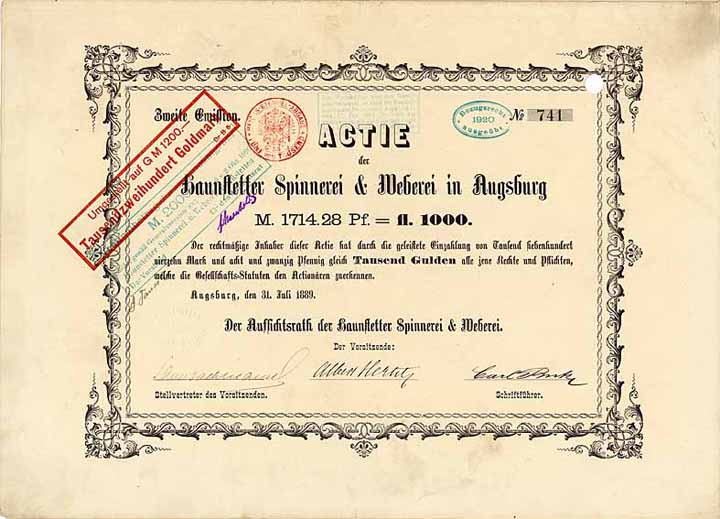 Zweite Emission.
Bezugsrecht
1920
ausgeübt
No 741
ACTIE
der
Haunstetter Spinnerei & Weberei in Augsburg
M. 1714.28 Pf. = fl. 1000.
Umgestellt auf G M 1200.-
Tausendzweihundert Goldmark
M. 2000
Der rechtmäßige Inhaber dieser Actie hat durch die geleistete Einzahlung von Tausend siebenhundert
vierzehn Mark und acht und zwanzig Pfennig gleich Tausend Gulden alle jene Rechte und Pflichten,
welche die Gesellschafts-Statuten den Actionären zuerkennen.
Augsburg, den 31. Juli 1889.
Der Aufsichtsrath der Haunstetter Spinnerei & Weberei.
Der Vorsitzende:
Albert Hertz
Stellvertreter des Vorsitzenden.
Schriftführer.